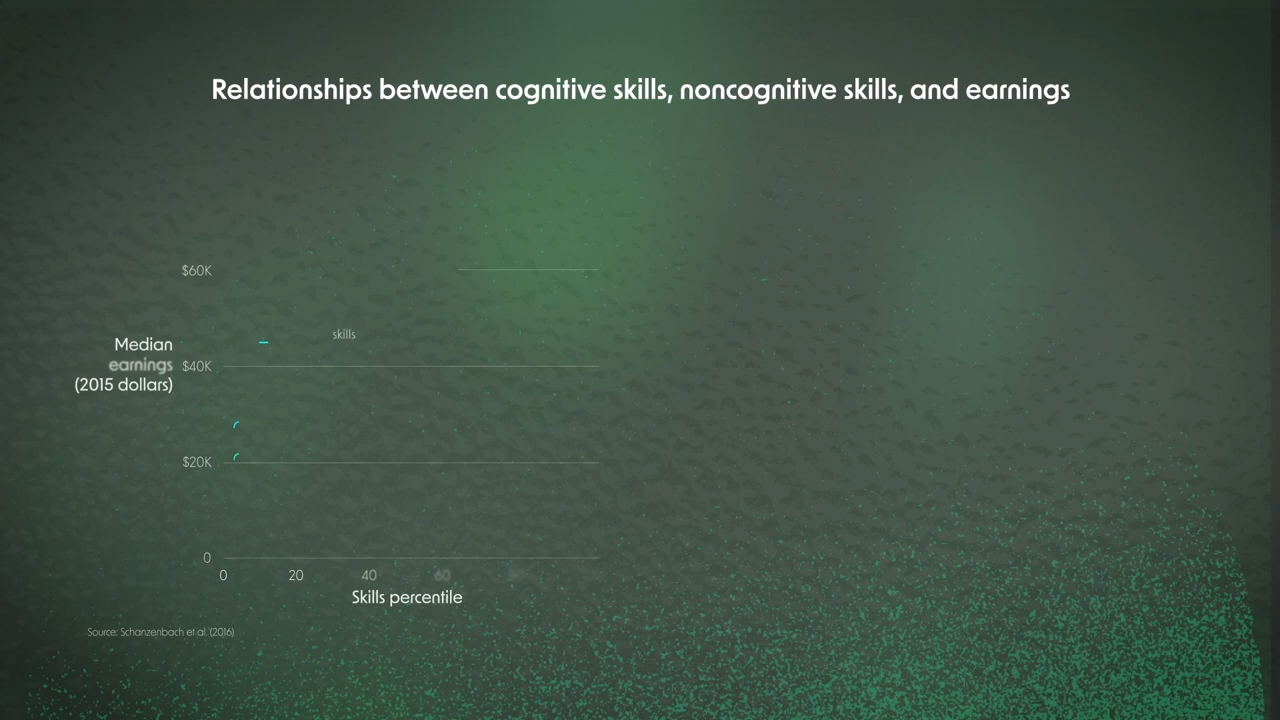 Relationships between cognitive skills, noncognitive skills, and earnings
$60K
skills
Median
earnings
(2015 dollars)
$40K
$20K
0
0 20 40 60
Skills percentile
Source: Schanzenbach et al. (2016)